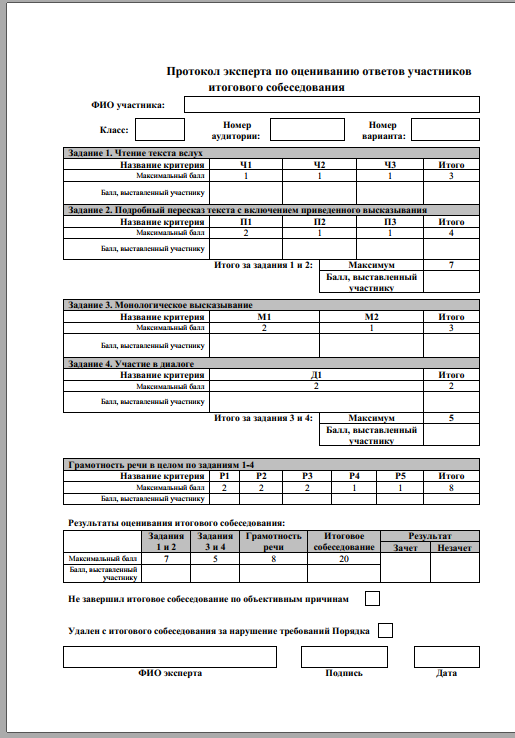 Протокол эксперта по оцениванию ответов участников
итогового собеседования
ФИО участника:
Класс:
Номер аудитории:
Номер варианта:
Задание 1. Чтение текста вслух
Название критерия Ч1 Ч2 Ч3 Итого
Максимальный балл 1 1 1 3
Балл, выставленный участнику
Задание 2. Подробный пересказ текста с включением приведенного высказывания
Название критерия П1 П2 П3 Итого
Максимальный балл 2 1 1 4
Балл, выставленный участнику
Итого за задания 1 и 2: Максимум 7
Балл, выставленный
участнику
Задание 3. Монологическое высказывание
Название критерия М1 М2 Итого
Максимальный балл 2 1 3
Балл, выставленный участнику
Задание 4. Участие в диалоге
Название критерия Д1 Итого
Максимальный балл 2 2
Балл, выставленный участнику
Итого за задания 3 и 4: Максимум 5
Балл, выставленный
участнику
Грамотность речи в целом по заданиям 1-4
Название критерия Р1 Р2 Р3 Р4 Р5 Итого
Максимальный балл 2 2 2 1 1 8
Балл, выставленный участнику
Результаты оценивания итогового собеседования:
Задания Задания Грамотность Итоговое Результат
1 и 2 3 и 4 речи собеседование Зачет Незачет
Максимальный балл 7 5 8 20
Балл, выставленный
участнику
Не завершил итоговое собеседование по объективным причинам
Удален с итогового собеседования за нарушение требований Порядка
ФИО эксперта Подпись Дата